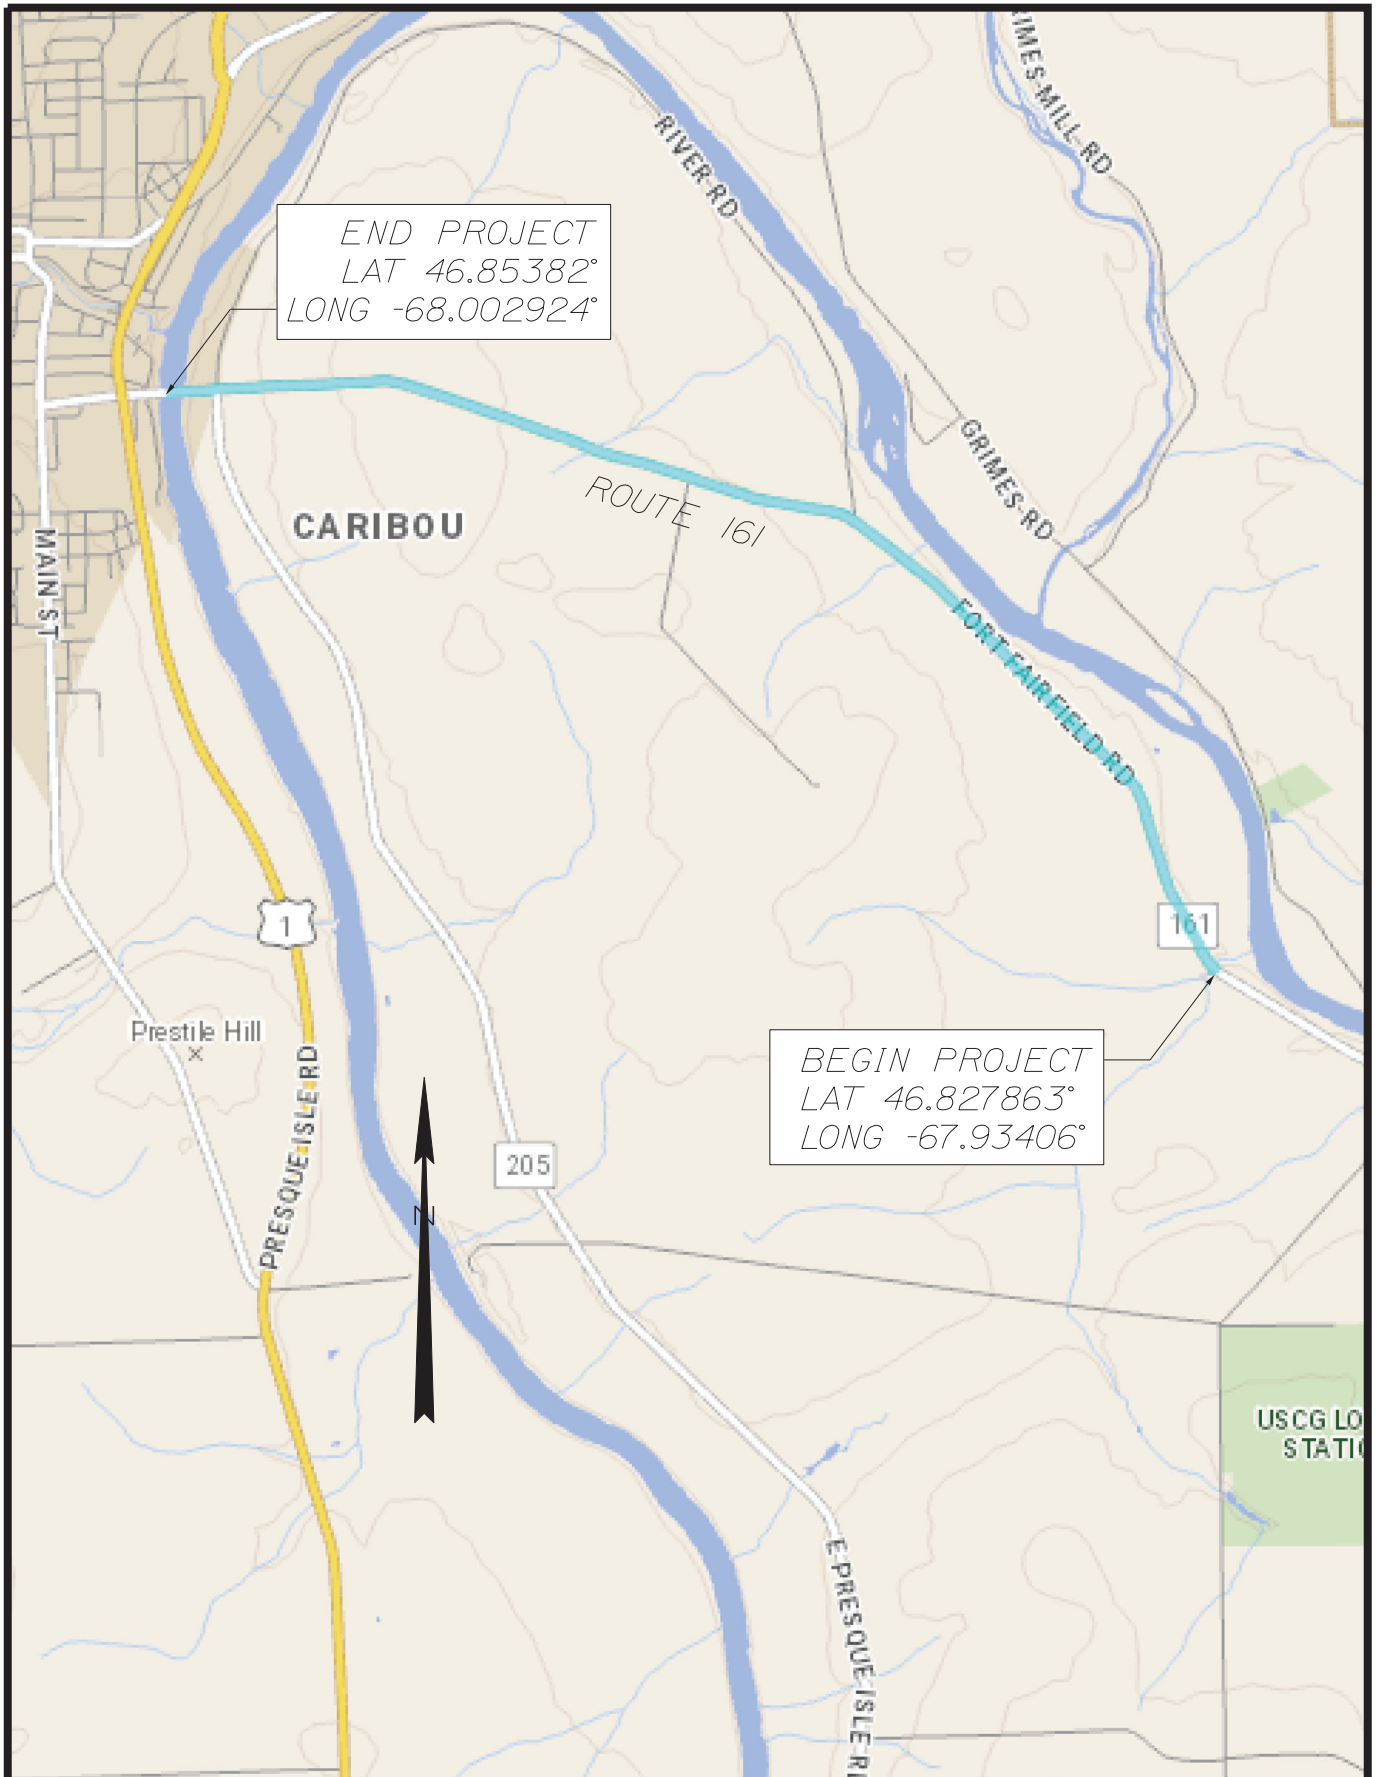 RIMES-MILL-RD
RIVER-RD
END PROJECT
LAT 46.85382°
LONG -68.002924°
GRIMES-RD
ROUTE 161
CARIBOU
MAIN-ST
FORT FAIRFIELD RD
1
161
Prestile Hill
PRESQUE-ISLE-RD
BEGIN PROJECT
LAT 46.827863°
LONG -67.93406°
205
N
USCG LO
STATI
E-PRESQUE-ISLE-R